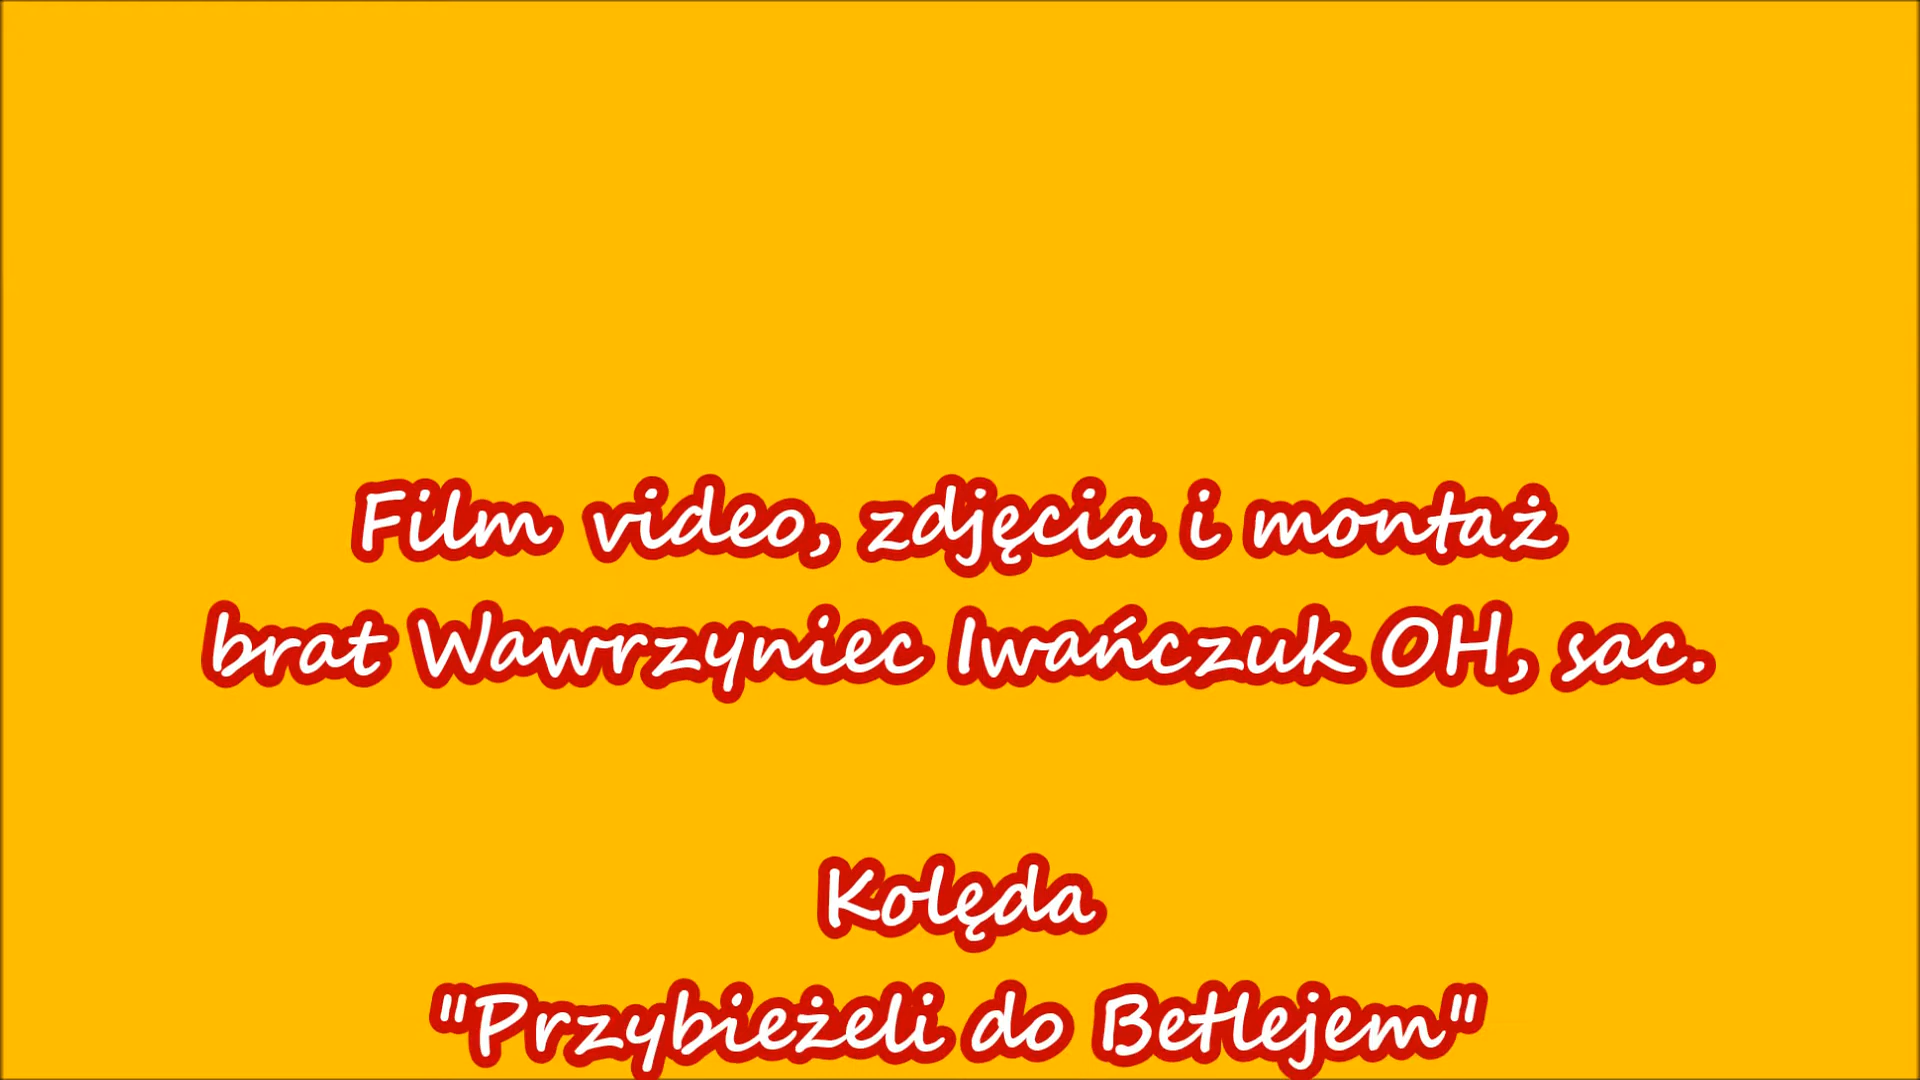 Film video, zdjęcia i montaż
brat Wawrzyniec Iwańczuk OH, sac.
Kolęda
"Przybieżeli do Betlejem"